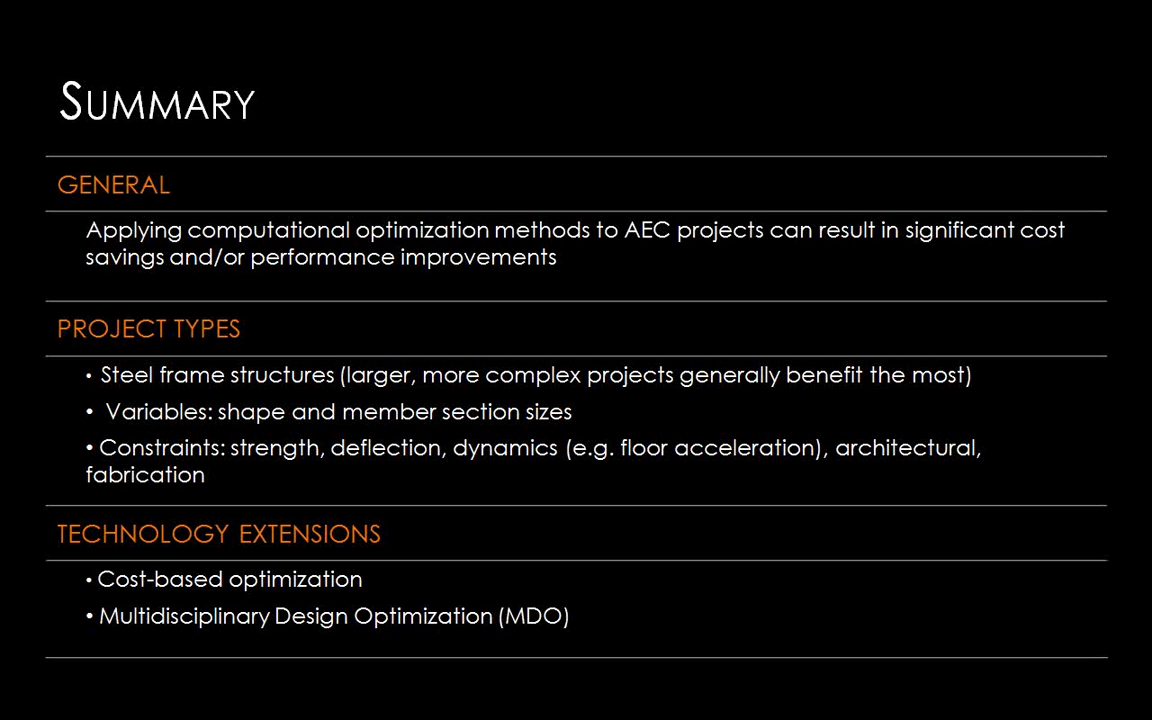 SUMMARY
GENERAL
Applying computational optimization methods to AEC projects can result in significant cost
savings and/or performance improvements
PROJECT TYPES
• Steel frame structures (larger, more complex projects generally benefit the most)
• Variables: shape and member section sizes
• Constraints: strength, deflection, dynamics (e.g. floor acceleration), architectural,
fabrication
TECHNOLOGY EXTENSIONS
• Cost-based optimization
• Multidisciplinary Design Optimization (MDO)